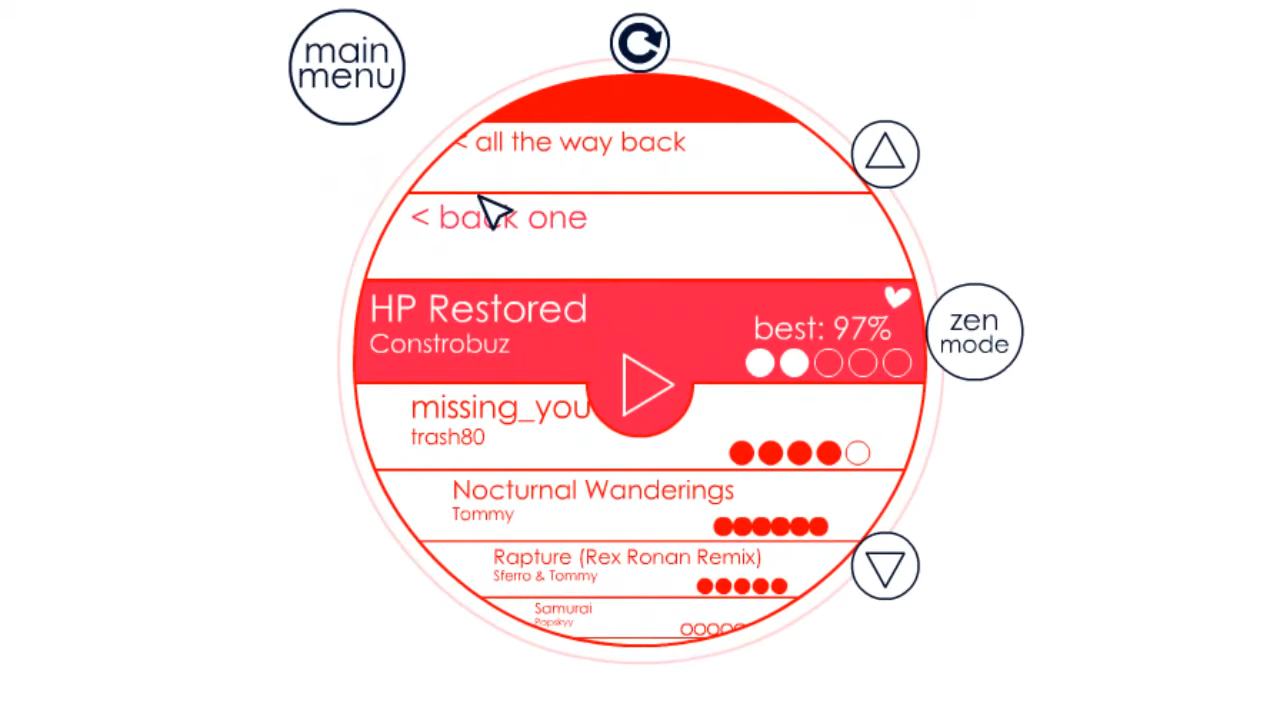 main
menu
< all the way back
< back one
HP Restored
Constrobuz
best: 97%
zen
mode
missing_you
trash80
Nocturnal Wanderings
Tommy
Rapture (Rex Ronan Remix)
Sferro & Tommy
Samurai
Papskyy